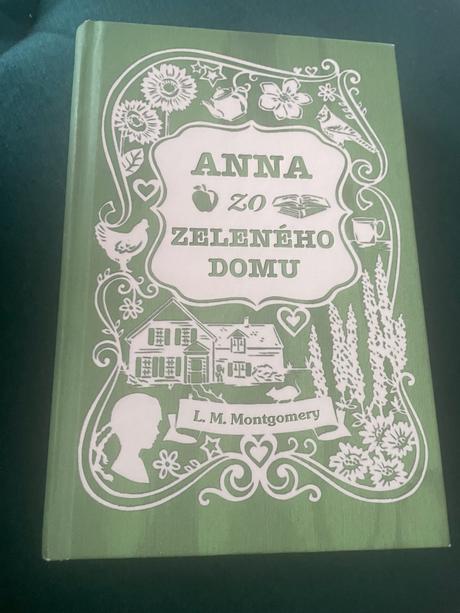 ANNA
zo
ZELENÉHO
DOMU
L. M. Montgomery